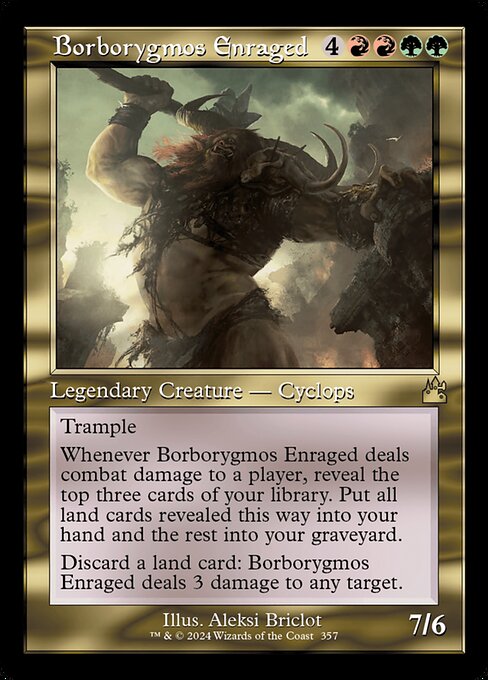 Borborygmos Enraged 4
Legendary Creature — Cyclops
Trample
Whenever Borborygmos Enraged deals
combat damage to a player, reveal the
top three cards of your library. Put all
land cards revealed this way into your
hand and the rest into your graveyard.
Discard a land card: Borborygmos
Enraged deals 3 damage to any target.
Illus. Aleksi Briclot
™ & © 2024 Wizards of the Coast 357
7/6